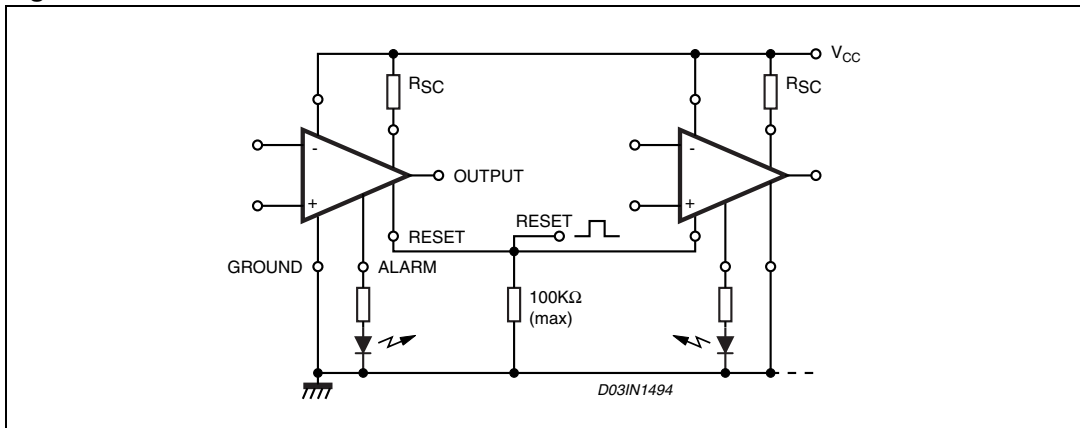 V_CC
R_SC
R_SC
-
-
OUTPUT
+
+
RESET
RESET
GROUND
ALARM
100KΩ
(max)
D03IN1494